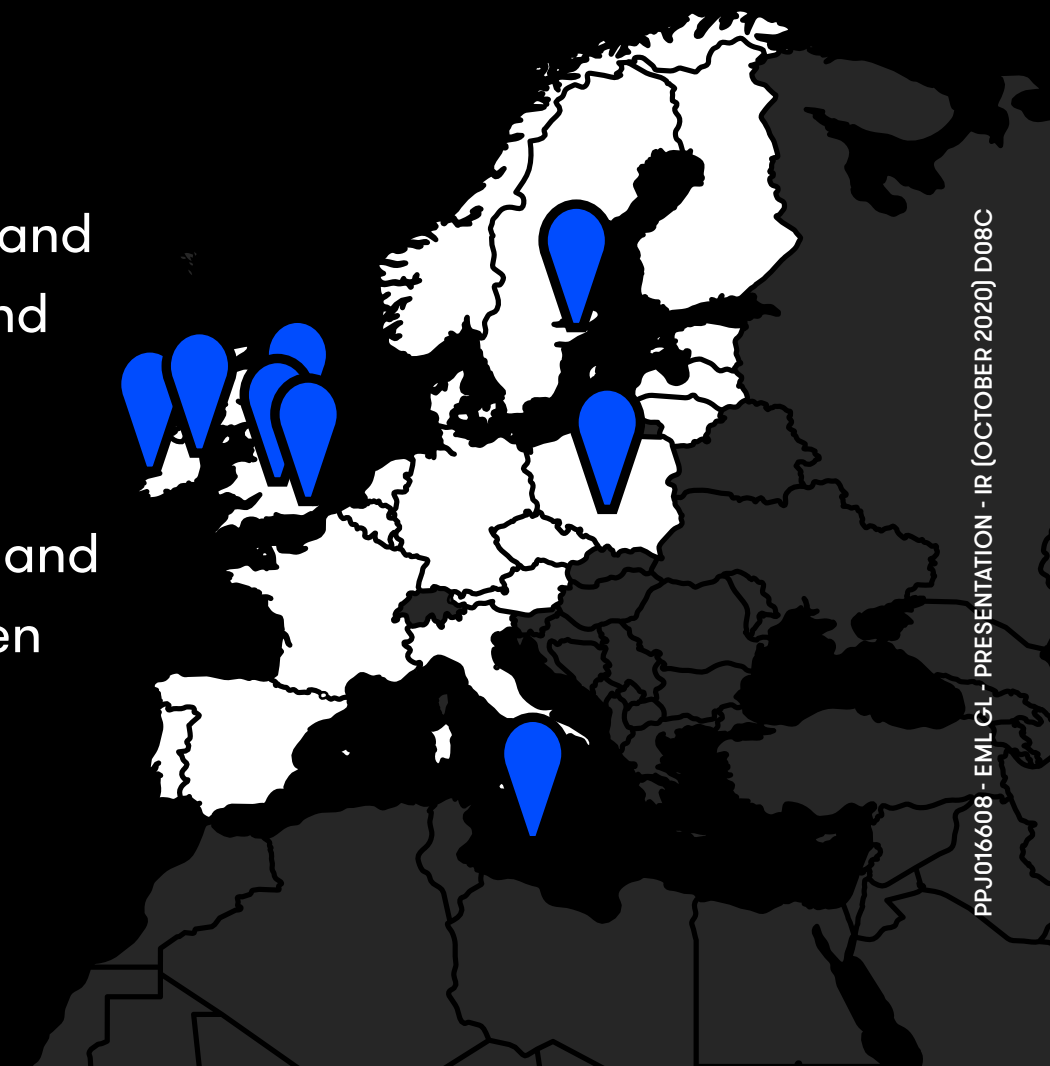 and
nd
and
en
PPJ016608 - EML GL - PRESENTATION - IR (OCTOBER 2020) D08C